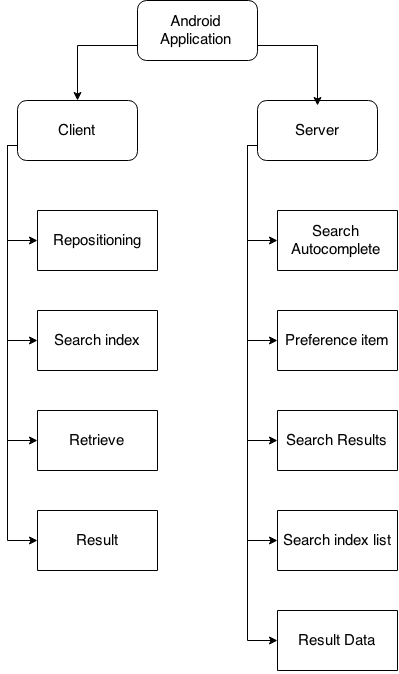 Android
Application
Client
Server
Repositioning
Search index
Retrieve
Result
Search
Autocomplete
Preference item
Search Results
Search index list
Result Data